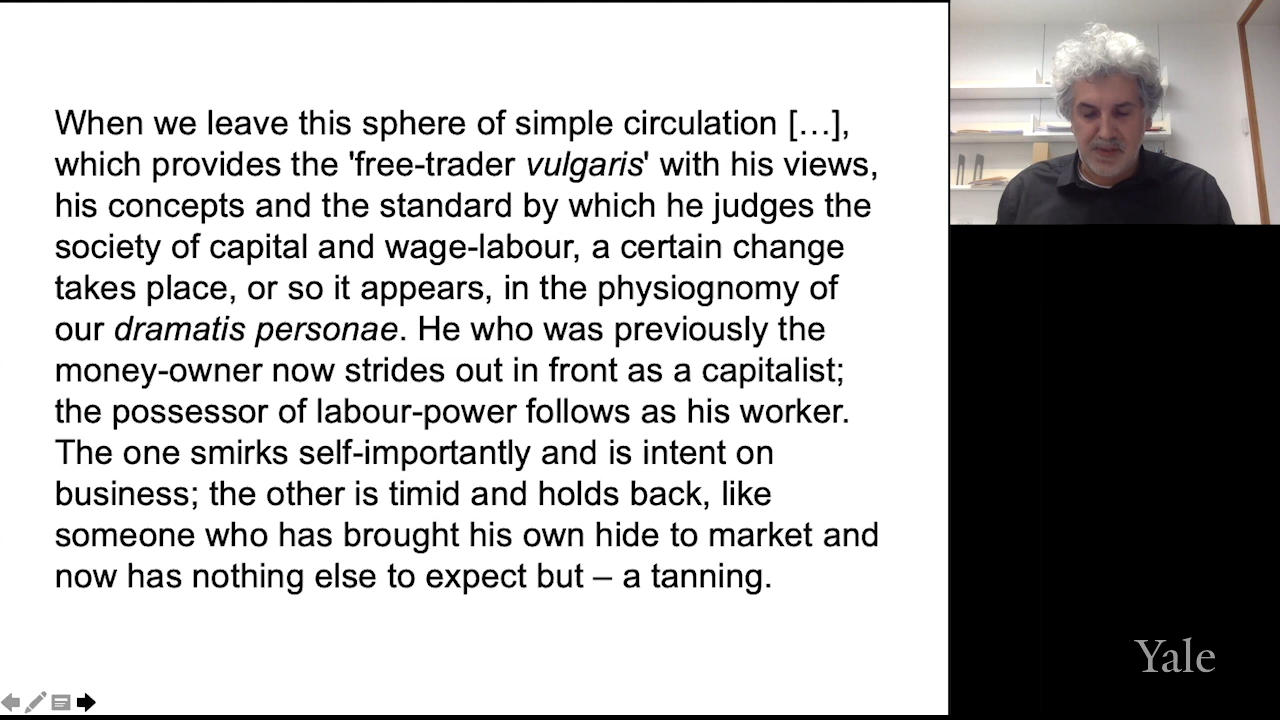 When we leave this sphere of simple circulation […],
which provides the 'free-trader vulgaris' with his views,
his concepts and the standard by which he judges the
society of capital and wage-labour, a certain change
takes place, or so it appears, in the physiognomy of
our dramatis personae. He who was previously the
money-owner now strides out in front as a capitalist;
the possessor of labour-power follows as his worker.
The one smirks self-importantly and is intent on
business; the other is timid and holds back, like
someone who has brought his own hide to market and
now has nothing else to expect but – a tanning.
Yale